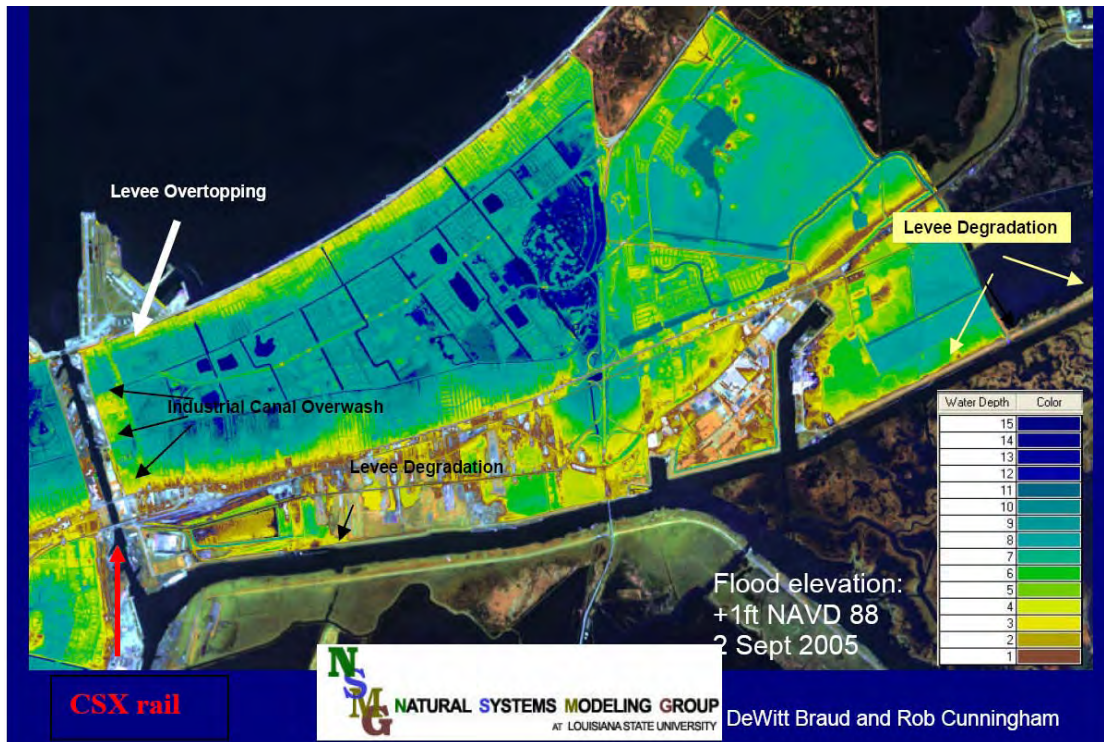 Levee Overtopping
Levee Degradation
Industrial Canal Overwash
Levee Degradation
Water Depth Color
15
14
13
12
11
10
9
8
7
6
5
4
3
2
1
Flood elevation:
+1ft NAVD 88
2 Sept 2005
CSX rail
NSMG
NATURAL SYSTEMS MODELING GROUP
AT LOUISIANA STATE UNIVERSITY
DeWitt Braud and Rob Cunningham